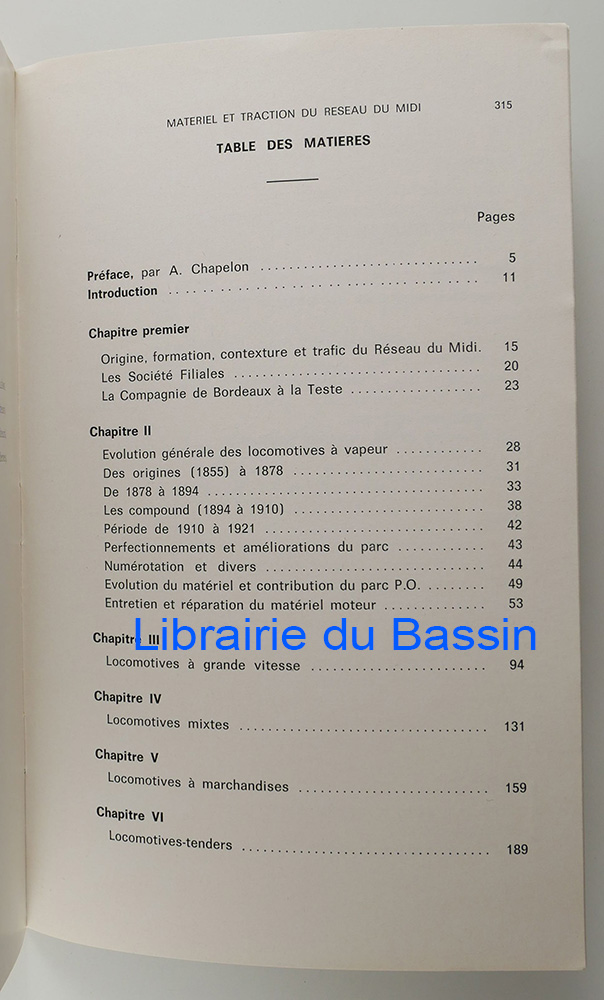 MATERIEL ET TRACTION DU RESEAU DU MIDI 315
TABLE DES MATIERES
Pages
Préface, par A. Chapelon .............................. 5
Introduction .. .. .. .. .. .. .. .. .. .. .. .. .. .. 11
Chapitre premier
Origine, formation, contexture et trafic du Réseau du Midi. 15
Les Société Filiales .................................. 20
La Compagnie de Bordeaux à la Teste .................. 23
Chapitre II
Evolution générale des locomotives à vapeur ............ 28
Des origines (1855) à 1878 .......................... 31
De 1878 à 1894 ...................................... 33
Les compound (1894 à 1910) .......................... 38
Période de 1910 à 1921 .............................. 42
Perfectionnements et améliorations du parc ............ 43
Numérotation et divers .............................. 44
Evolution du matériel et contribution du parc P.O. ........ 49
Entretien et réparation du matériel moteur .............. 53
Chapitre III
Librairie du Bassin
Locomotives à grande vitesse ........................ 94
Chapitre IV
Locomotives mixtes .................................. 131
Chapitre V
Locomotives à marchandises .......................... 159
Chapitre VI
Locomotives-tenders .................................. 189